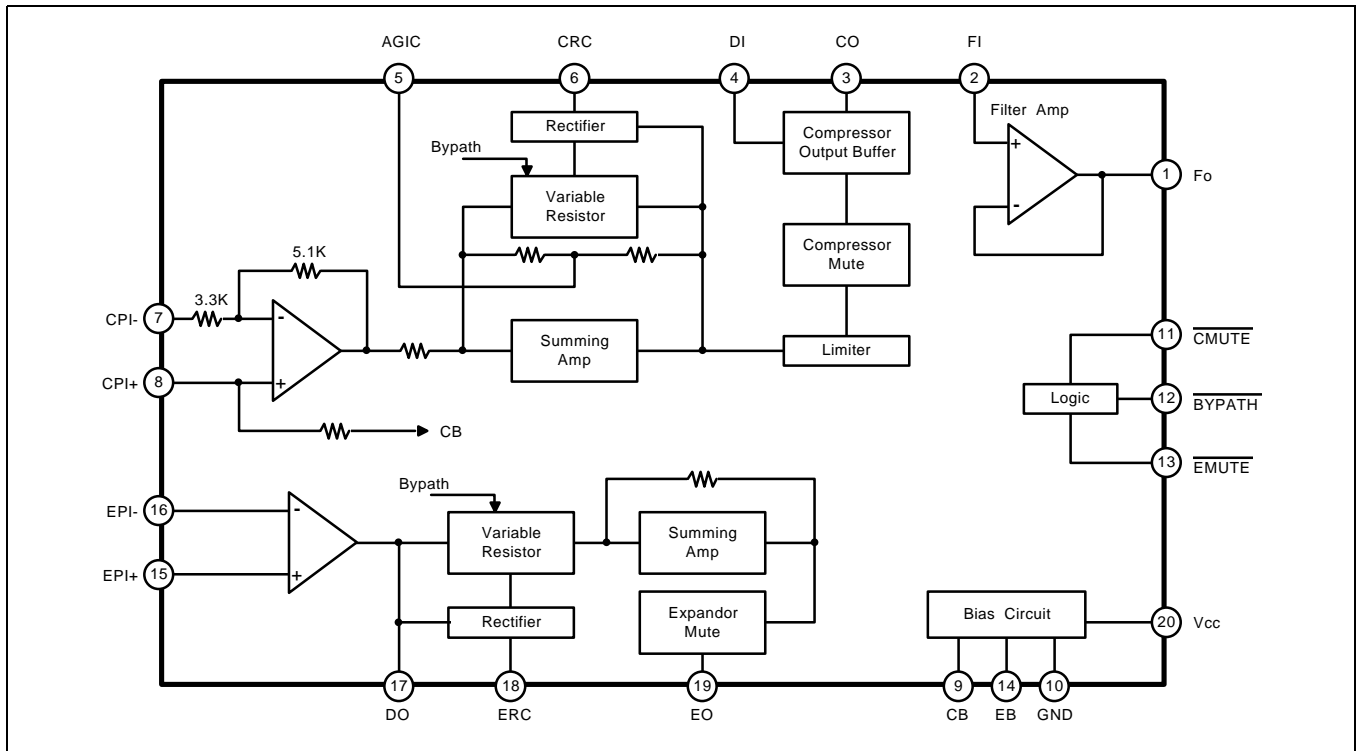 AGIC
CRC
DI
CO
FI
5
6
4
3
2
Filter Amp
Rectifier
Compressor
Output Buffer
+
Bypath
1
Fo
Variable
Resistor
-
Compressor
Mute
5.1K
3.3K
CPI-
7
-
11
CMUTE
Summing
Amp
Limiter
CPI+
8
+
Logic
12
BYPATH
CB
13
EMUTE
Bypath
EPI-
16
-
Variable
Resistor
Summing
Amp
EPI+
15
+
Rectifier
Expandor
Mute
Bias Circuit
20
Vcc
17
18
19
9
14
10
DO
ERC
EO
CB
EB
GND